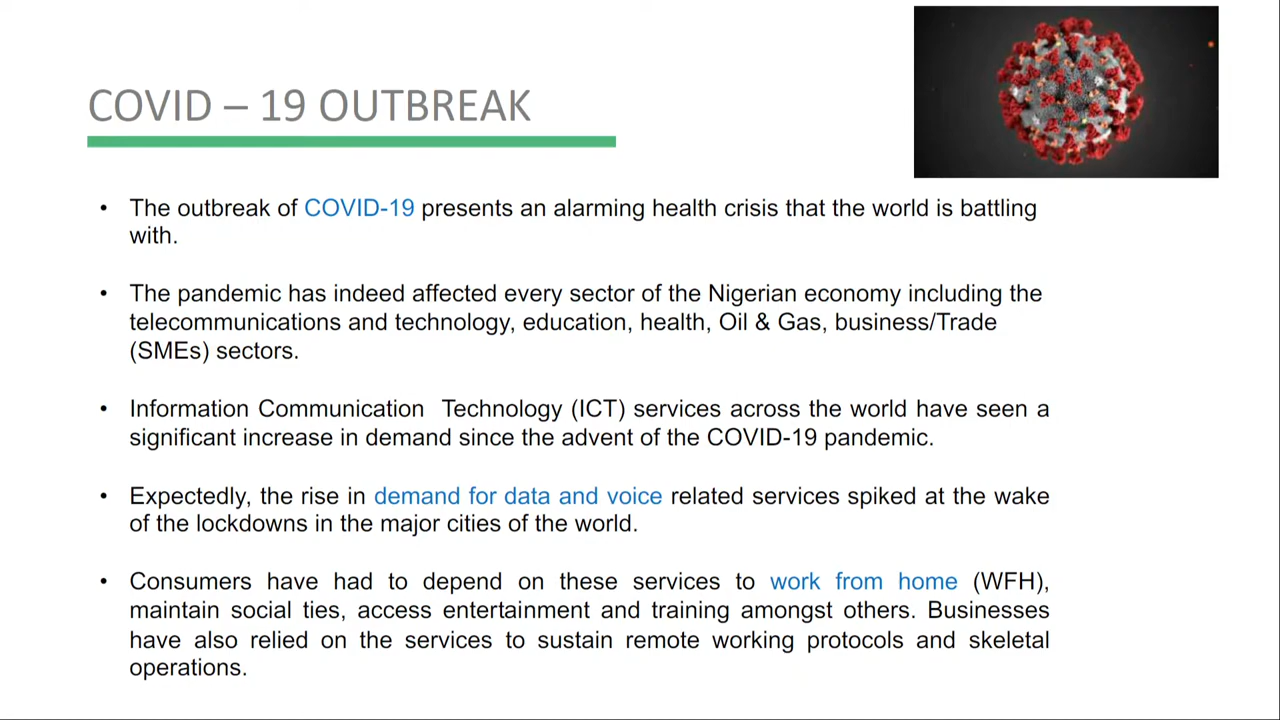 COVID – 19 OUTBREAK
• The outbreak of COVID-19 presents an alarming health crisis that the world is battling
with.
• The pandemic has indeed affected every sector of the Nigerian economy including the
telecommunications and technology, education, health, Oil & Gas, business/Trade
(SMEs) sectors.
• Information Communication  Technology (ICT) services across the world have seen a
significant increase in demand since the advent of the COVID-19 pandemic.
• Expectedly, the rise in demand for data and voice related services spiked at the wake
of the lockdowns in the major cities of the world.
• Consumers have had to depend on these services to work from home (WFH),
maintain social ties, access entertainment and training amongst others. Businesses
have also relied on the services to sustain remote working protocols and skeletal
operations.